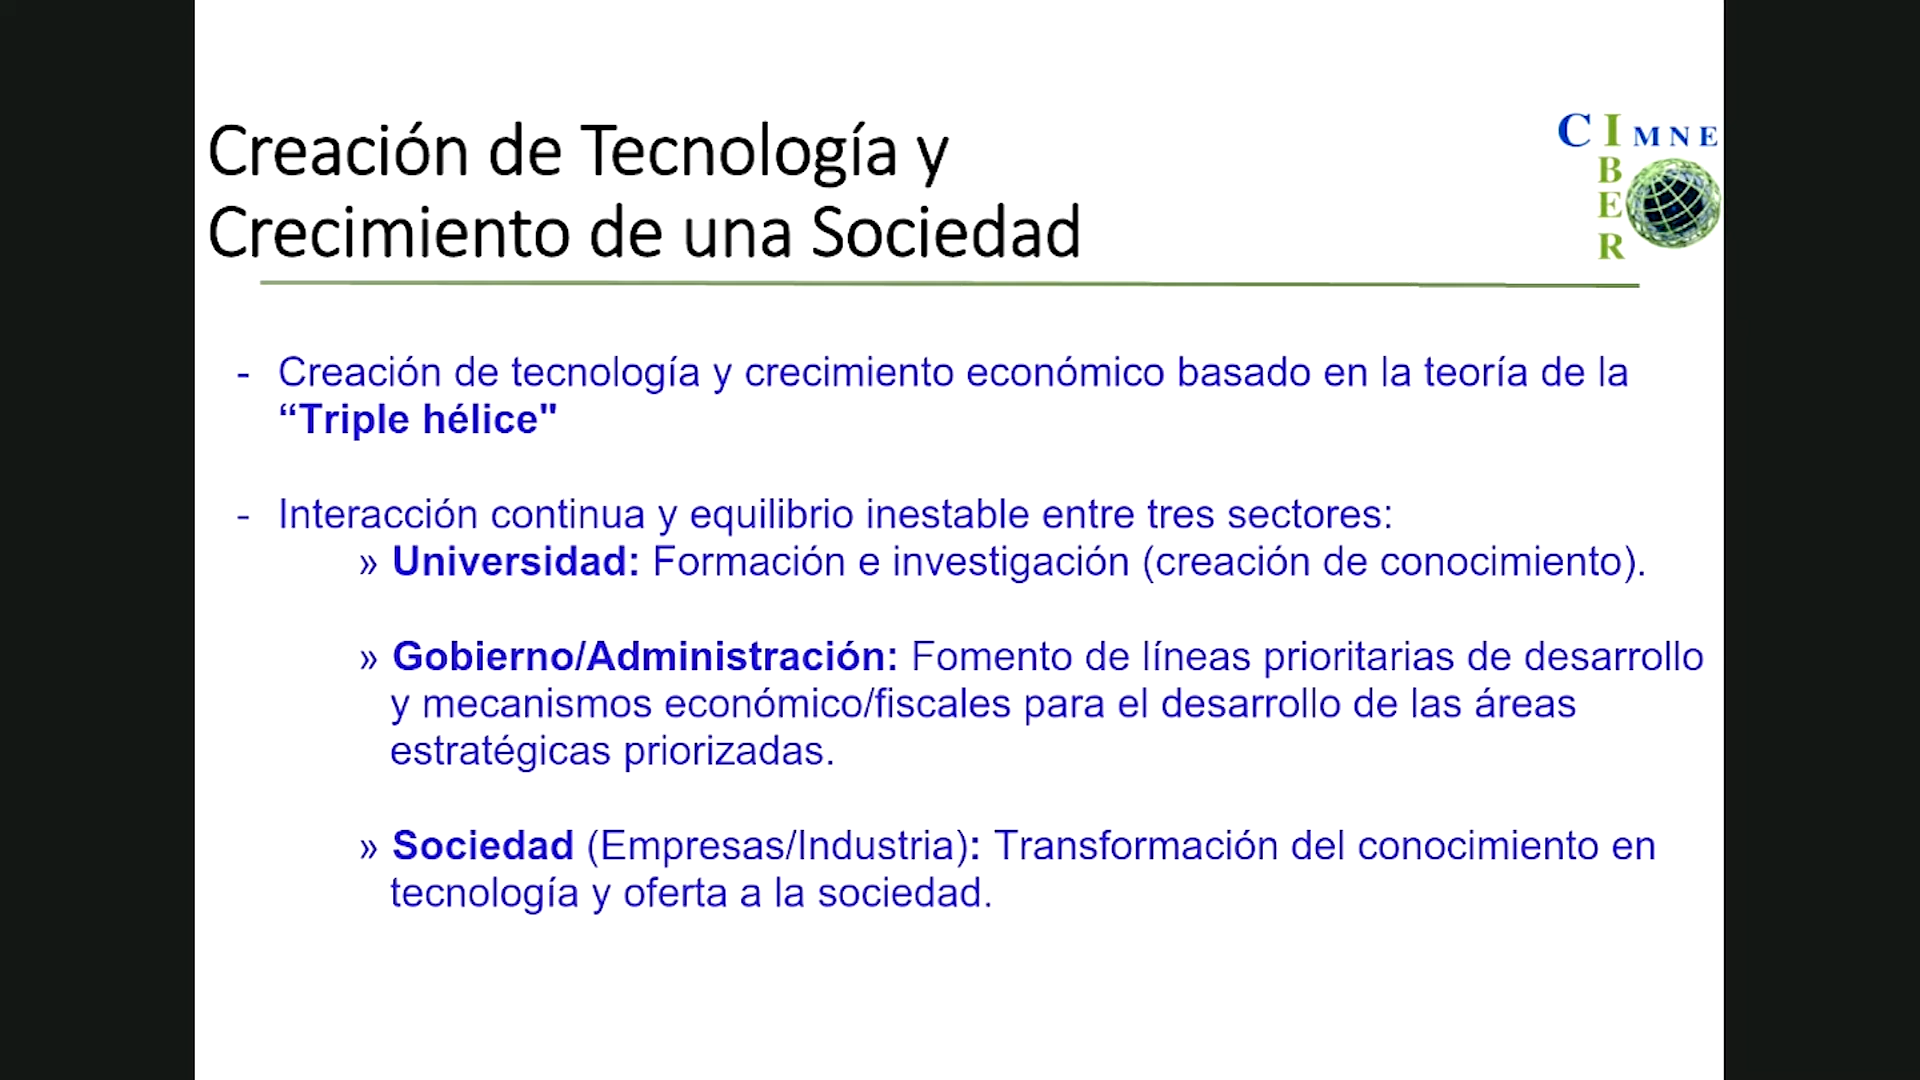 Creación de Tecnología y
Crecimiento de una Sociedad
CIMNE
IBER
- Creación de tecnología y crecimiento económico basado en la teoría de la
“Triple hélice"
- Interacción continua y equilibrio inestable entre tres sectores:
» Universidad: Formación e investigación (creación de conocimiento).
» Gobierno/Administración: Fomento de líneas prioritarias de desarrollo
y mecanismos económico/fiscales para el desarrollo de las áreas
estratégicas priorizadas.
» Sociedad (Empresas/Industria): Transformación del conocimiento en
tecnología y oferta a la sociedad.